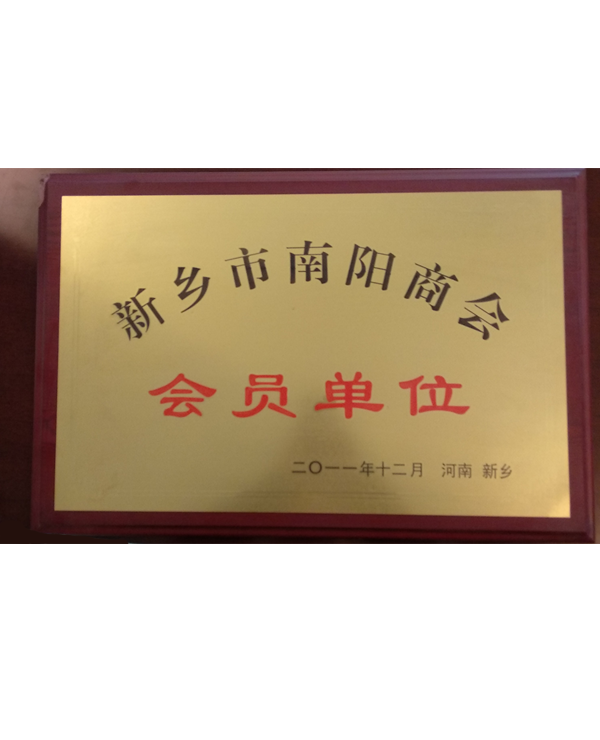 新乡市南阳商会
会员单位
二〇一一年十二月 河南 新乡